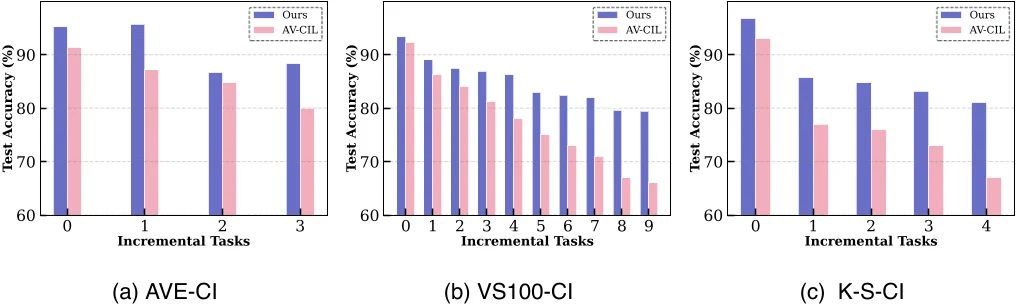 Test Accuracy (%)
90
80
70
60
Ours
AV-CIL
0 1 2 3
Incremental Tasks
(a) AVE-CI
Test Accuracy (%)
90
80
70
60
Ours
AV-CIL
0 1 2 3 4 5 6 7 8 9
Incremental Tasks
(b) VS100-CI
Test Accuracy (%)
90
80
70
60
Ours
AV-CIL
0 1 2 3 4
Incremental Tasks
(c) K-S-CI